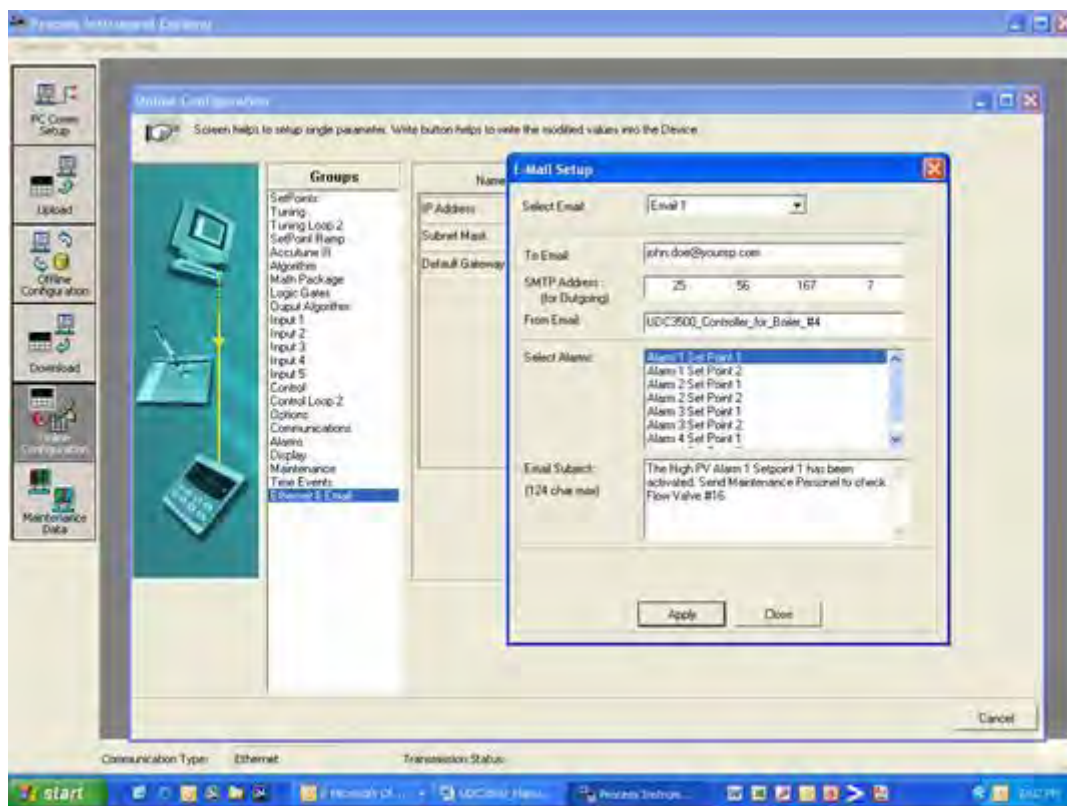 Process Instrument Explorer
PC Comm
Setup
Upload
Offline
Configuration
Download
Online
Configuration
Maintenance
Data
Online Configuration
Screen helps to setup single parameter. Write button helps to write the modified values into the Device
Groups
SetPoints
Tuning
Tuning Loop 2
SetPoint Ramp
Accutune III
Algorithm
Math Package
Logic Gates
Ouput Algorithm
Input 1
Input 2
Input 3
Input 4
Input 5
Control
Control Loop 2
Options
Communications
Alarms
Display
Maintenance
Time Events
Ethernet & Email
Name
IP Address
Subnet Mask
Default Gateway
E-Mail Setup
Select Email:
Email 1
To Email:
john.doe@yourisp.com
SMTP Address :
(for Outgoing)
25 56 167 7
From Email:
UDC3500_Controller_for_Boiler_#4
Select Alarms:
Alarm 1 Set Point 1
Alarm 1 Set Point 2
Alarm 2 Set Point 1
Alarm 2 Set Point 2
Alarm 3 Set Point 1
Alarm 3 Set Point 2
Alarm 4 Set Point 1
Email Subject:
(124 char max)
The High PV Alarm 1 Setpoint 1 has been
activated. Send Maintenance Personel to check
Flow Valve #16.
Apply
Close
Cancel
Communication Type: Ethernet
Transmission Status:
start
Process Instrum...